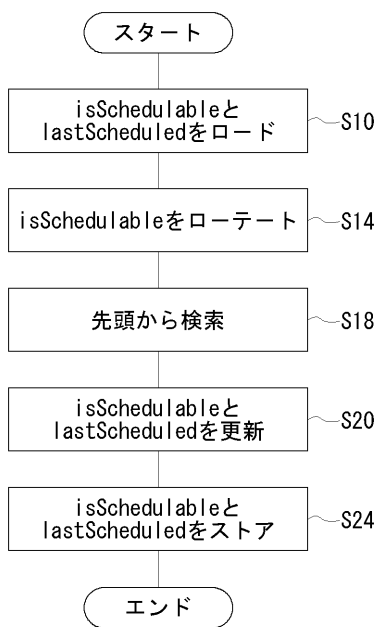 スタート
isSchedulableと
lastScheduledをロード
S10
isSchedulableをローテート
S14
先頭から検索
S18
isSchedulableと
lastScheduledを更新
S20
isSchedulableと
lastScheduledをストア
S24
エンド